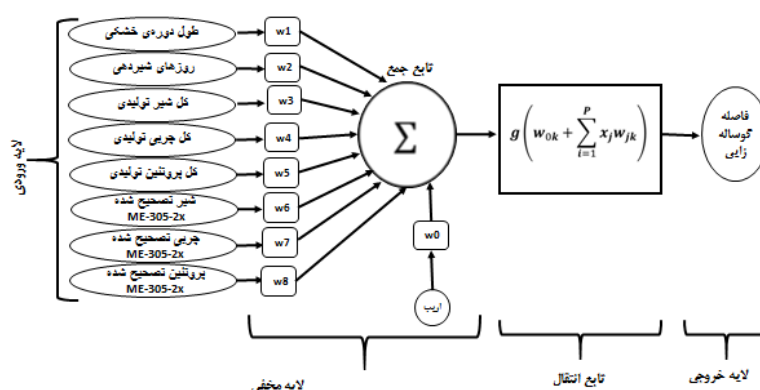 طول دوره‌ی خشکی
w1
روزهای شیردهی
w2
کل شیر تولیدی
w3
کل چربی تولیدی
w4
کل پروتئین تولیدی
w5
شیر تصحیح شده
ME-305-2x
w6
چربی تصحیح شده
ME-305-2x
w7
پروتئین تصحیح شده
ME-305-2x
w8
لایه ورودی
تابع جمع
Σ
w0
اریب
g(w₀ₖ + ∑ᵢ₌₁ᴾ xⱼwⱼₖ)
فاصله
گوساله
زایی
لایه مخفی
تابع انتقال
لایه خروجی